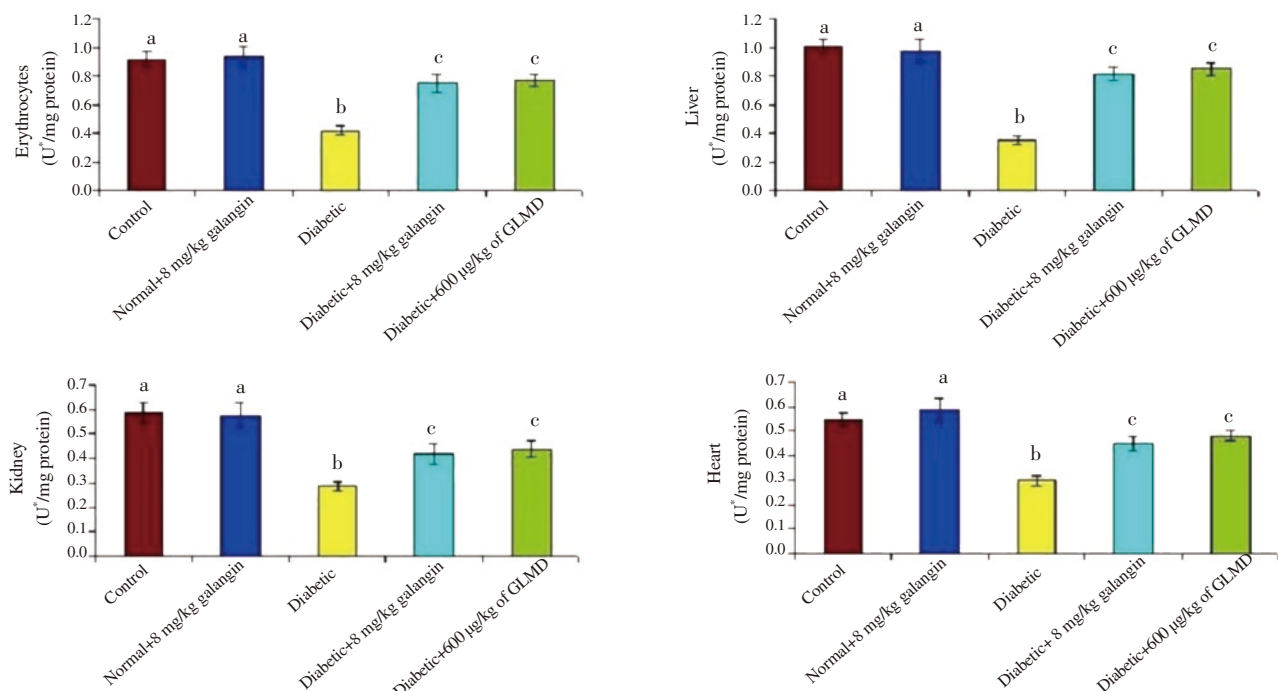 Erythrocytes
(U*/mg protein)
1.2
1.0
0.8
0.6
0.4
0.2
0.0
a
a
b
c
c
Control
Normal+8 mg/kg galangin
Diabetic
Diabetic+8 mg/kg galangin
Diabetic+600 µg/kg of GLMD
Liver
(U*/mg protein)
1.2
1.0
0.8
0.6
0.4
0.2
0.0
a
a
b
c
c
Control
Normal+8 mg/kg galangin
Diabetic
Diabetic+8 mg/kg galangin
Diabetic+600 µg/kg of GLMD
Kidney
(U*/mg protein)
0.7
0.6
0.5
0.4
0.3
0.2
0.1
0.0
a
a
b
c
c
Control
Normal+8 mg/kg galangin
Diabetic
Diabetic+8 mg/kg galangin
Diabetic+600 µg/kg of GLMD
Heart
(U*/mg protein)
0.7
0.6
0.5
0.4
0.3
0.2
0.1
0.0
a
a
b
c
c
Control
Normal+8 mg/kg galangin
Diabetic
Diabetic+ 8 mg/kg galangin
Diabetic+600 µg/kg of GLMD